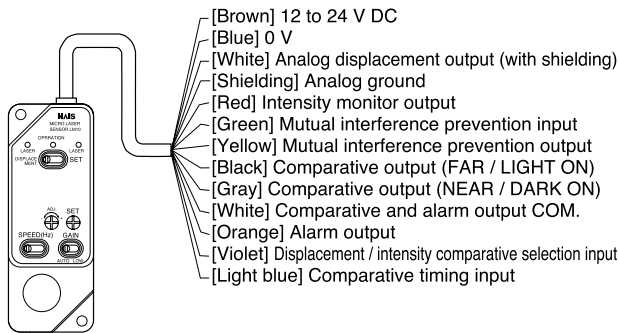 [Brown] 12 to 24 V DC
[Blue] 0 V
[White] Analog displacement output (with shielding)
[Shielding] Analog ground
[Red] Intensity monitor output
[Green] Mutual interference prevention input
[Yellow] Mutual interference prevention output
[Black] Comparative output (FAR / LIGHT ON)
[Gray] Comparative output (NEAR / DARK ON)
[White] Comparative and alarm output COM.
[Orange] Alarm output
[Violet] Displacement / intensity comparative selection input
[Light blue] Comparative timing input
MICRO LASER
SENSOR LM10
OPRRATION
LASER LASER
DISPLACE
MENT SET
ADJ SET
SPEED(Hz) GAIN
AUTO LOW